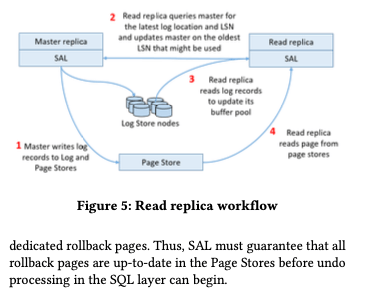 2 Read replica queries master for
the latest log location and LSN
and updates master on the oldest
LSN that might be used
Master replica
SAL
Read replica
SAL
3 Read replica
reads log records
to update its
buffer pool
Log Store nodes
4 Read replica
reads page from
page stores
1 Master writes log
records to Log and
Page Stores
Page Store
Figure 5: Read replica workflow
dedicated rollback pages. Thus, SAL must guarantee that all
rollback pages are up-to-date in the Page Stores before undo
processing in the SQL layer can begin.